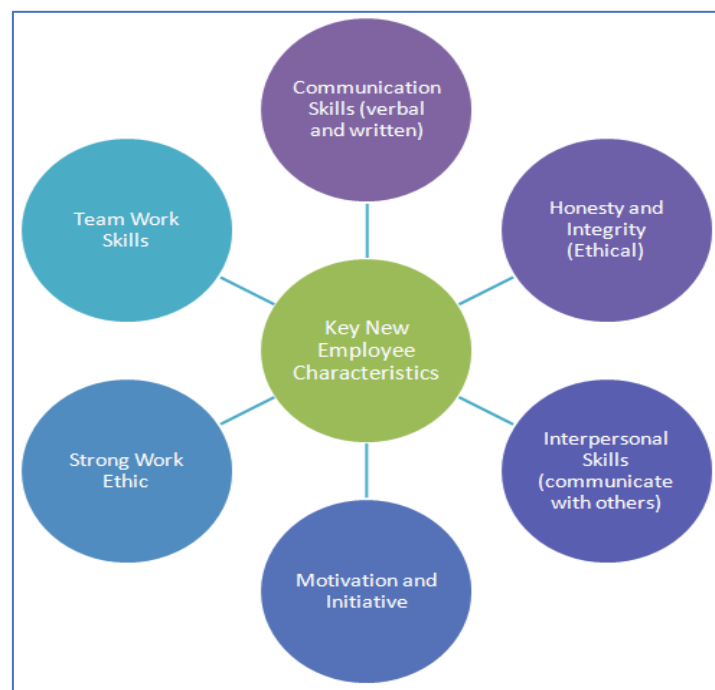 Communication
Skills (verbal
and written)
Honesty and
Integrity
(Ethical)
Interpersonal
Skills
(communicate
with others)
Motivation and
Initiative
Strong Work
Ethic
Team Work
Skills
Key New
Employee
Characteristics